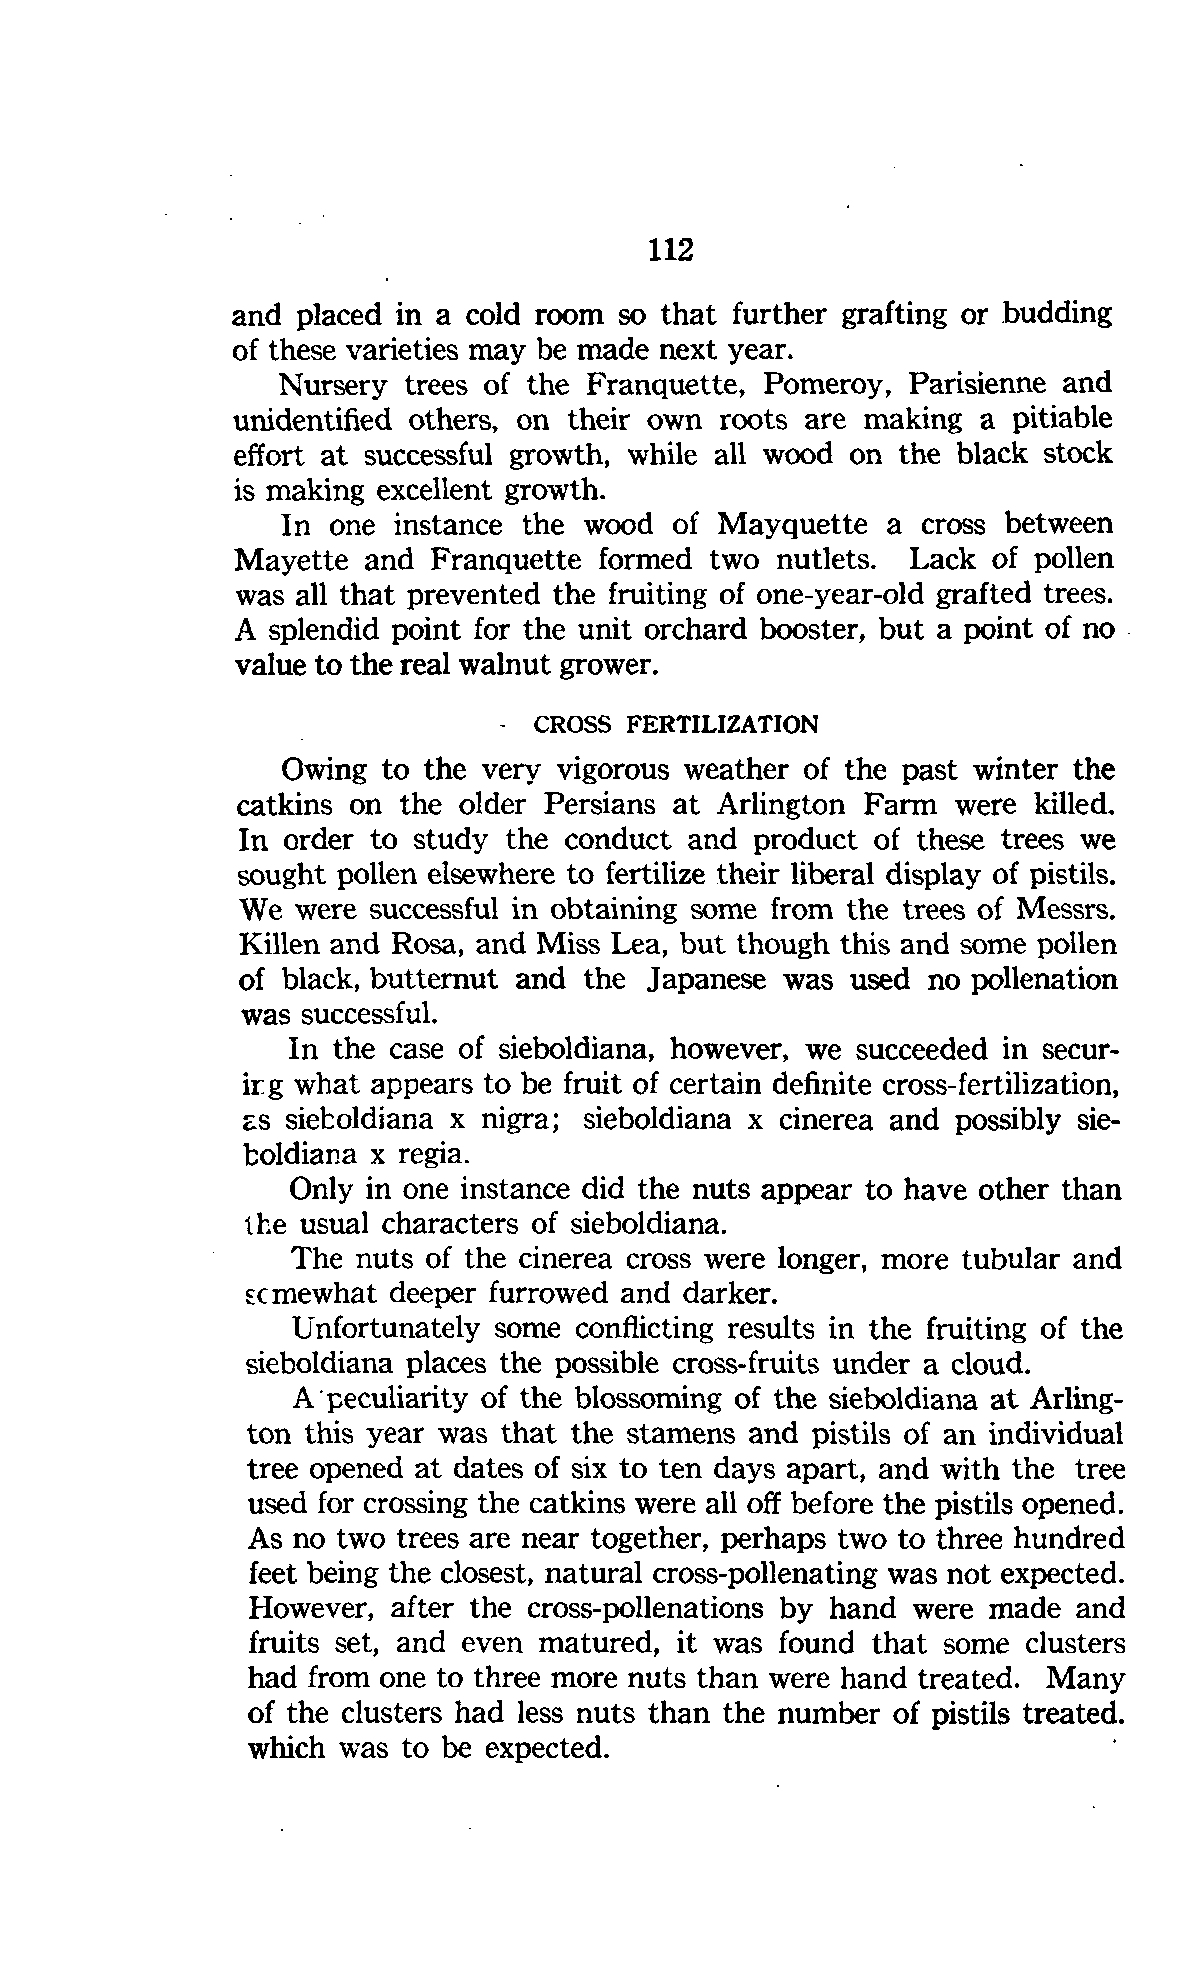 112
and placed in a cold room so that further grafting or budding
of these varieties may be made next year.
Nursery trees of the Franquette, Pomeroy, Parisienne and
unidentified others, on their own roots are making a pitiable
effort at successful growth, while all wood on the black stock
is making excellent growth.
In one instance the wood of Mayquette a cross between
Mayette and Franquette formed two nutlets. Lack of pollen
was all that prevented the fruiting of one-year-old grafted trees.
A splendid point for the unit orchard booster, but a point of no
value to the real walnut grower.
CROSS FERTILIZATION
Owing to the very vigorous weather of the past winter the
catkins on the older Persians at Arlington Farm were killed.
In order to study the conduct and product of these trees we
sought pollen elsewhere to fertilize their liberal display of pistils.
We were successful in obtaining some from the trees of Messrs.
Killen and Rosa, and Miss Lea, but though this and some pollen
of black, butternut and the Japanese was used no pollenation
was successful.
In the case of sieboldiana, however, we succeeded in secur-
ing what appears to be fruit of certain definite cross-fertilization,
as sieboldiana x nigra; sieboldiana x cinerea and possibly sie-
boldiana x regia.
Only in one instance did the nuts appear to have other than
the usual characters of sieboldiana.
The nuts of the cinerea cross were longer, more tubular and
somewhat deeper furrowed and darker.
Unfortunately some conflicting results in the fruiting of the
sieboldiana places the possible cross-fruits under a cloud.
A peculiarity of the blossoming of the sieboldiana at Arling-
ton this year was that the stamens and pistils of an individual
tree opened at dates of six to ten days apart, and with the tree
used for crossing the catkins were all off before the pistils opened.
As no two trees are near together, perhaps two to three hundred
feet being the closest, natural cross-pollenating was not expected.
However, after the cross-pollenations by hand were made and
fruits set, and even matured, it was found that some clusters
had from one to three more nuts than were hand treated. Many
of the clusters had less nuts than the number of pistils treated.
which was to be expected.